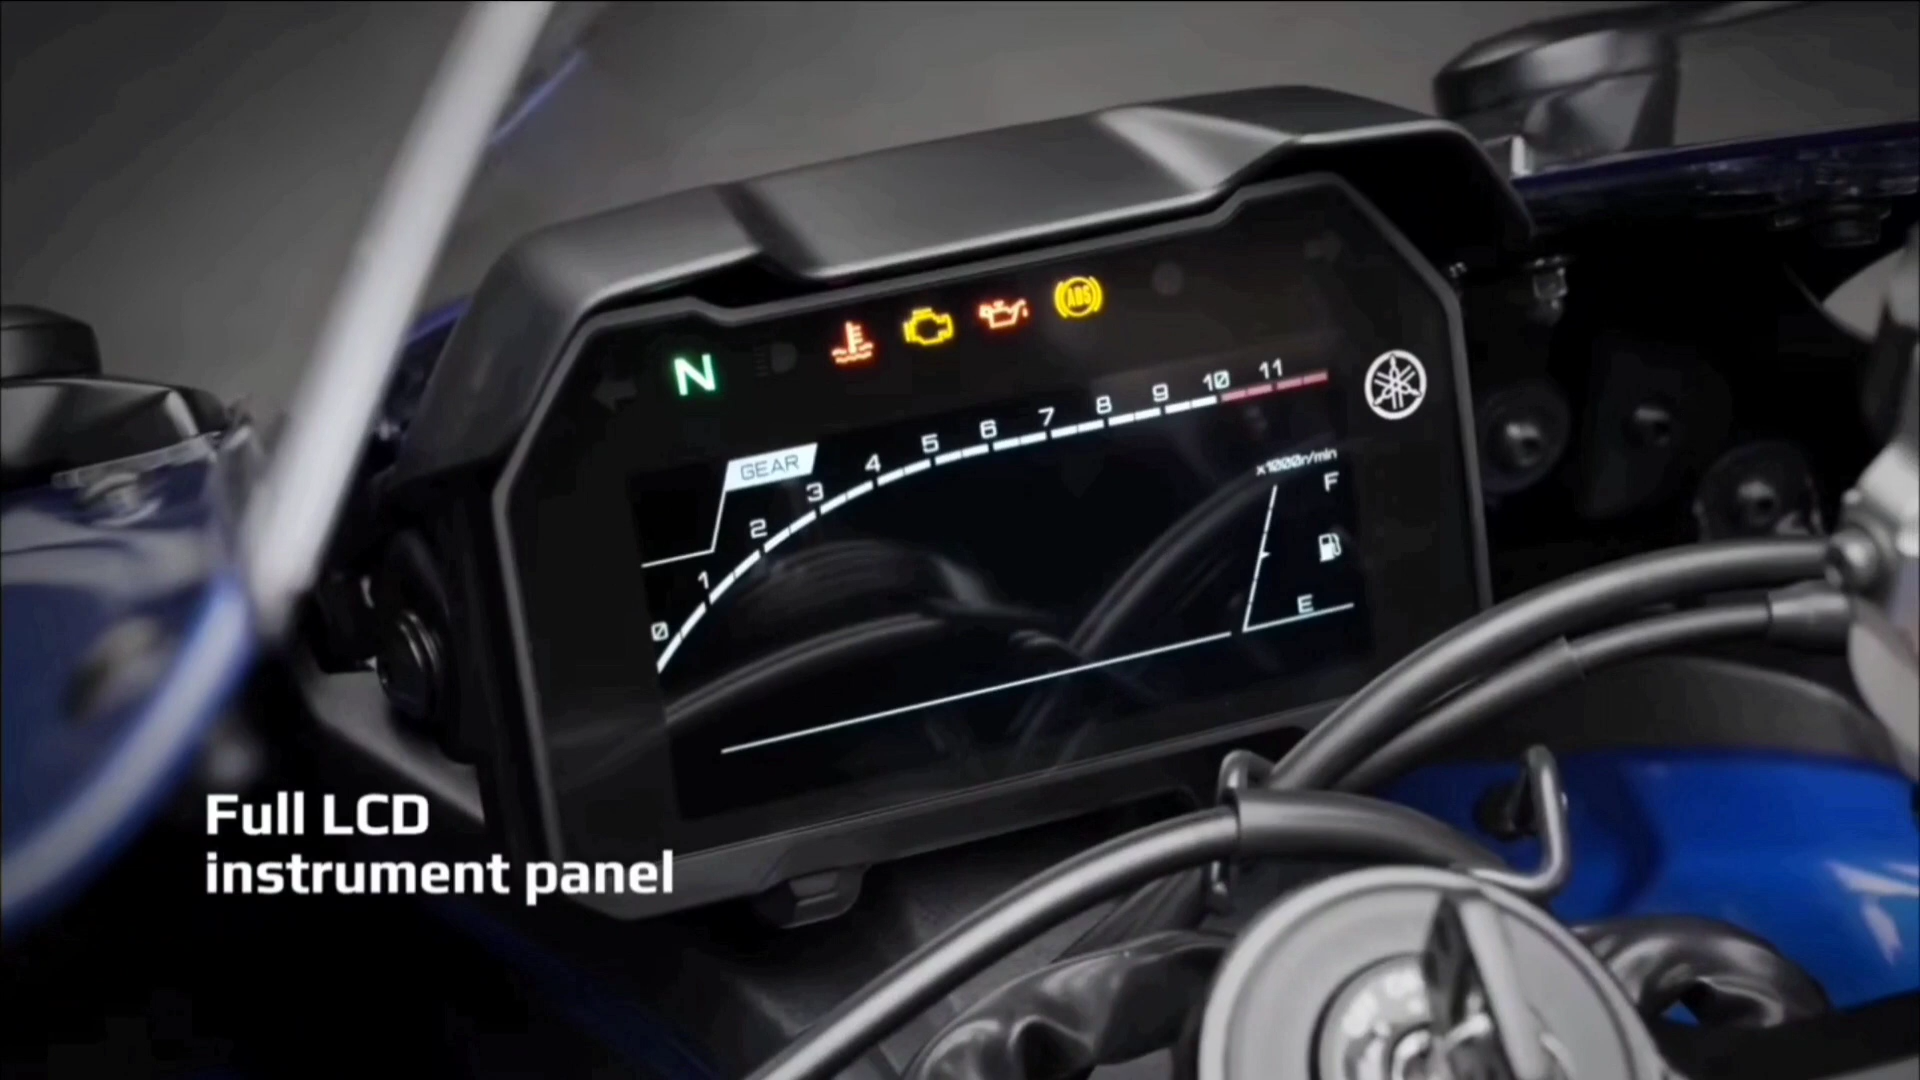 N
ABS
GEAR
0 1 2 3 4 5 6 7 8 9 10 11
x1000r/min
F
E
Full LCD
instrument panel